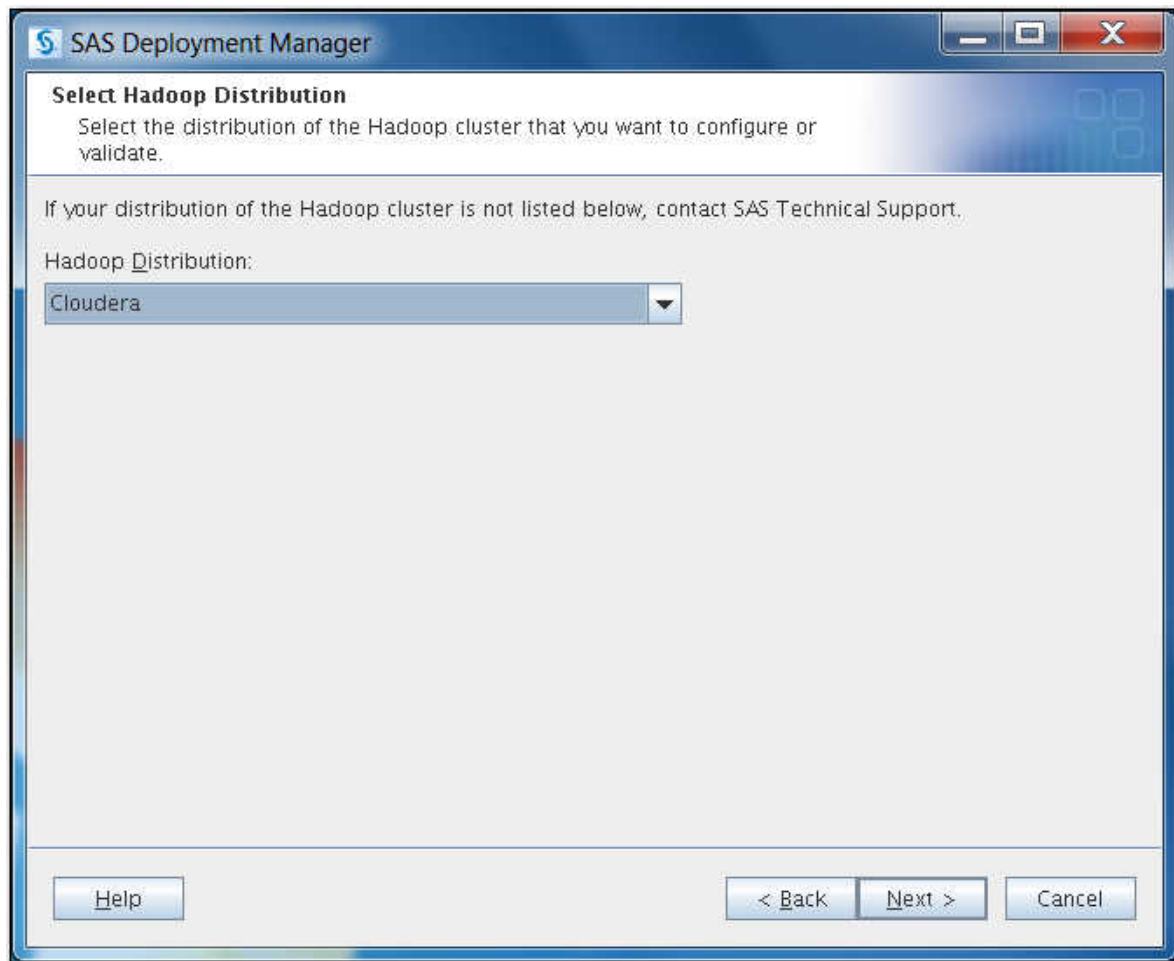 SAS Deployment Manager
Select Hadoop Distribution
Select the distribution of the Hadoop cluster that you want to configure or
validate.
If your distribution of the Hadoop cluster is not listed below, contact SAS Technical Support.
Hadoop Distribution:
Cloudera
Help
< Back
Next >
Cancel